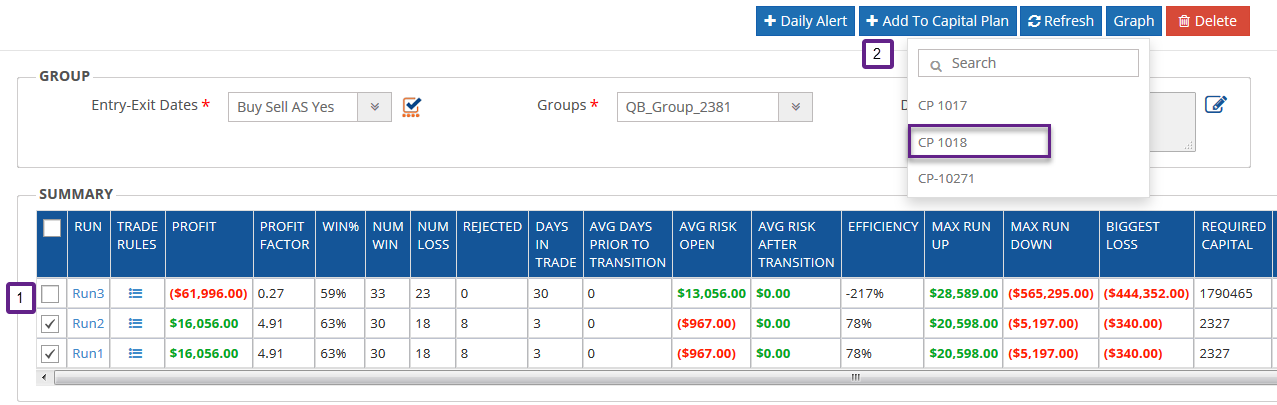 Daily Alert Add To Capital Plan Refresh Graph Delete
2
Search
GROUP
Entry-Exit Dates * Buy Sell AS Yes Groups * QB_Group_2381
CP 1017
CP 1018
CP-10271
SUMMARY
RUN TRADE RULES PROFIT PROFIT FACTOR WIN% NUM WIN NUM LOSS REJECTED DAYS IN TRADE AVG DAYS PRIOR TO TRANSITION AVG RISK OPEN AVG RISK AFTER TRANSITION EFFICIENCY MAX RUN UP MAX RUN DOWN BIGGEST LOSS REQUIRED CAPITAL
1
Run3 ($61,996.00) 0.27 59% 33 23 0 30 0 $13,056.00 $0.00 -217% $28,589.00 ($565,295.00) ($444,352.00) 1790465
Run2 $16,056.00 4.91 63% 30 18 8 3 0 ($967.00) $0.00 78% $20,598.00 ($5,197.00) ($340.00) 2327
Run1 $16,056.00 4.91 63% 30 18 8 3 0 ($967.00) $0.00 78% $20,598.00 ($5,197.00) ($340.00) 2327